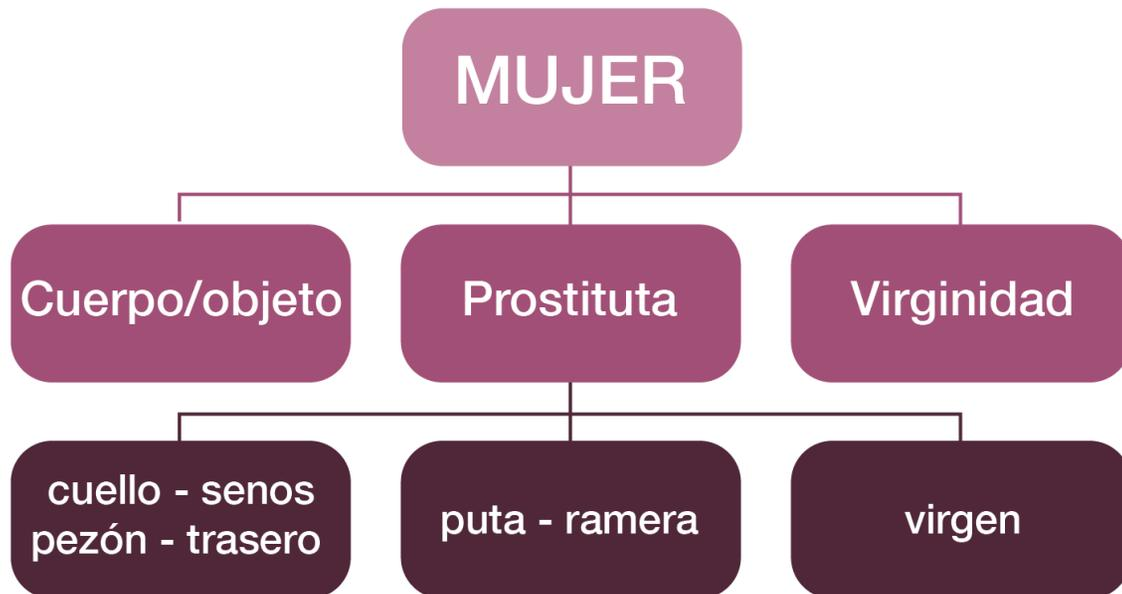 MUJER
Cuerpo/objeto
Prostituta
Virginidad
cuello - senos
pezón - trasero
puta - ramera
virgen